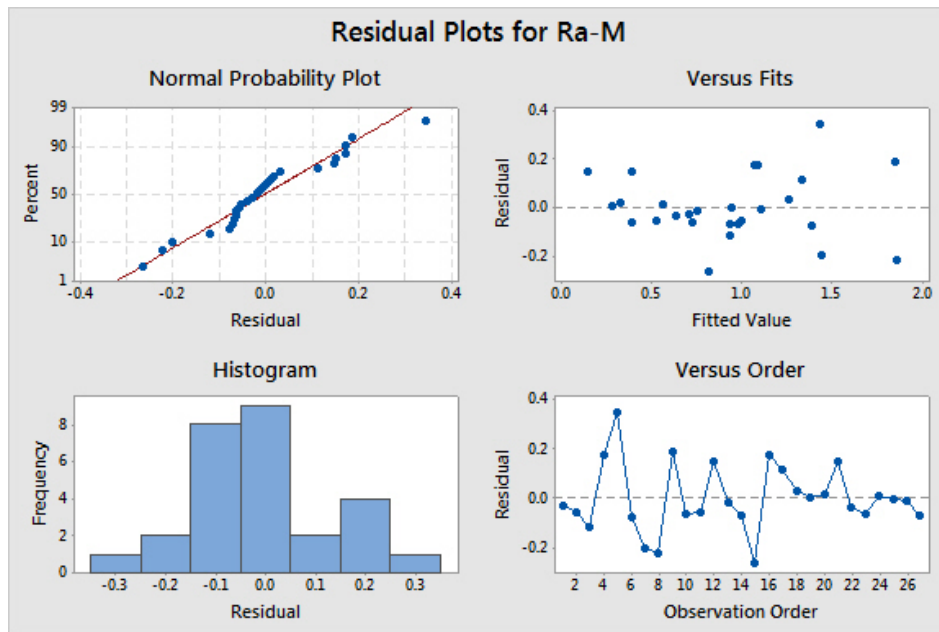 Residual Plots for Ra-M
Normal Probability Plot
Percent
99
90
50
10
1
-0.4 -0.2 0.0 0.2 0.4
Residual
Versus Fits
Residual
0.4
0.2
0.0
-0.2
0.0 0.5 1.0 1.5 2.0
Fitted Value
Histogram
Frequency
8
6
4
2
0
-0.3 -0.2 -0.1 0.0 0.1 0.2 0.3
Residual
Versus Order
Residual
0.4
0.2
0.0
-0.2
2 4 6 8 10 12 14 16 18 20 22 24 26
Observation Order